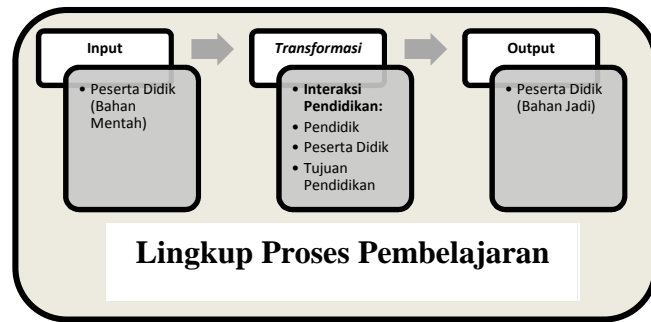 Input
• Peserta Didik
(Bahan
Mentah)
Transformasi
• Interaksi
Pendidikan:
• Pendidik
• Peserta Didik
• Tujuan
Pendidikan
Output
• Peserta Didik
(Bahan Jadi)
Lingkup Proses Pembelajaran